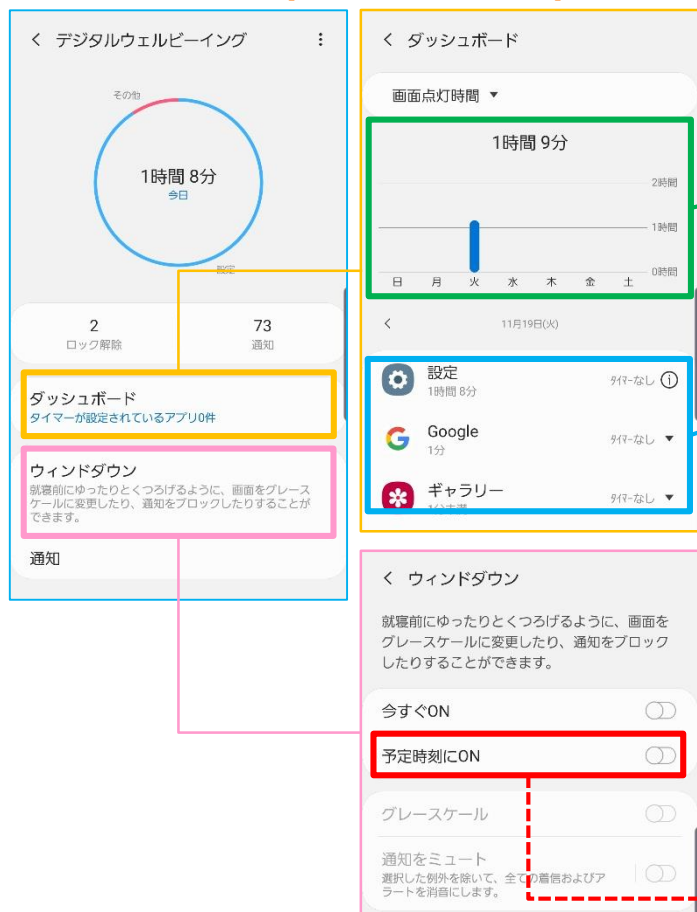 デジタルウェルビーイング
その他
1時間 8分
今日
設定
2
ロック解除
73
通知
ダッシュボード
タイマーが設定されているアプリ0件
ウィンドダウン
就寝前にゆったりとくつろげるように、画面をグレース
ケールに変更したり、通知をブロックしたりすることが
できます。
通知
ダッシュボード
画面点灯時間 ▼
1時間 9分
2時間
1時間
0時間
日 月 火 水 木 金 土
11月19日(火)
設定
1時間 8分
タイマーなし
Google
1分
タイマーなし ▼
ギャラリー
1分未満
タイマーなし ▼
ウィンドダウン
就寝前にゆったりとくつろげるように、画面を
グレースケールに変更したり、通知をブロック
したりすることができます。
今すぐON
予定時刻にON
グレースケール
通知をミュート
選択した例外を除いて、全ての着信およびア
ラートを消音にします。